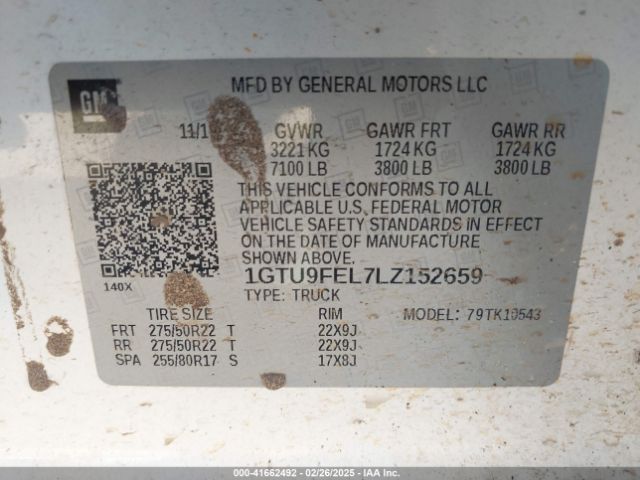 GM
MFD BY GENERAL MOTORS LLC
11/1 GVWR GAWR FRT GAWR RR
3221 KG 1724 KG 1724 KG
7100 LB 3800 LB 3800 LB
THIS VEHICLE CONFORMS TO ALL
APPLICABLE U.S. FEDERAL MOTOR
VEHICLE SAFETY STANDARDS IN EFFECT
ON THE DATE OF MANUFACTURE
SHOWN ABOVE.
140X
1GTU9FEL7LZ152659
TYPE: TRUCK
TIRE SIZE RIM MODEL: 79TK10543
FRT 275/50R22 T 22X9J
RR 275/50R22 T 22X9J
SPA 255/80R17 S 17X8J
000-41662492 02/26/2025 - IAA Inc.